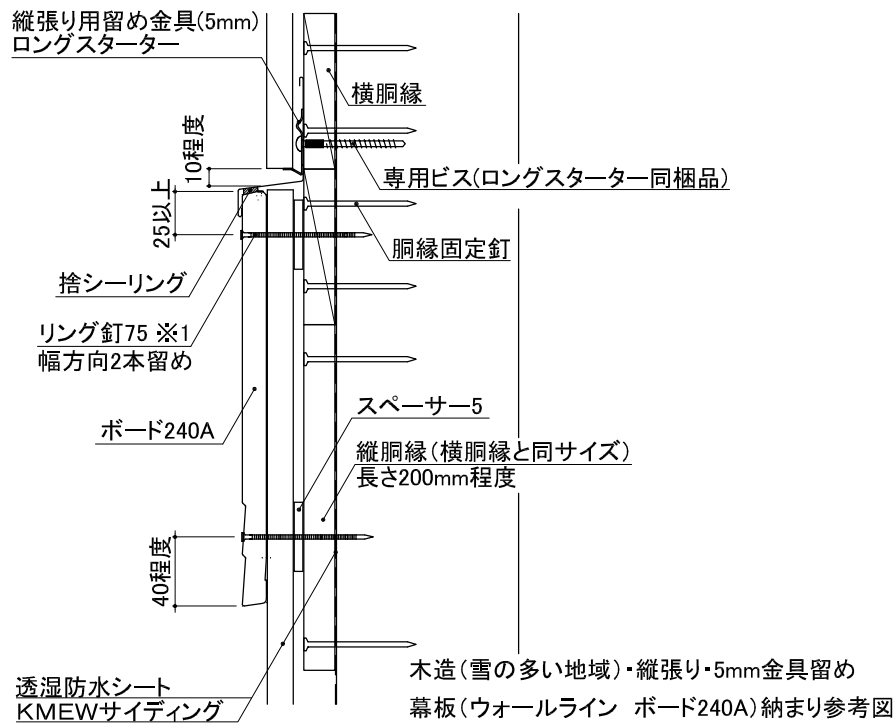 縦張り用留め金具(5mm)
ロングスターター
横胴縁
10程度
専用ビス(ロングスターター同梱品)
25以上
胴縁固定釘
捨シーリング
リング釘75 ※1
幅方向2本留め
スペーサー5
ボード240A
縦胴縁(横胴縁と同サイズ)
長さ200mm程度
40程度
透湿防水シート
KMEWサイディング
木造(雪の多い地域)・縦張り・5mm金具留め
幕板(ウォールライン ボード240A)納まり参考図